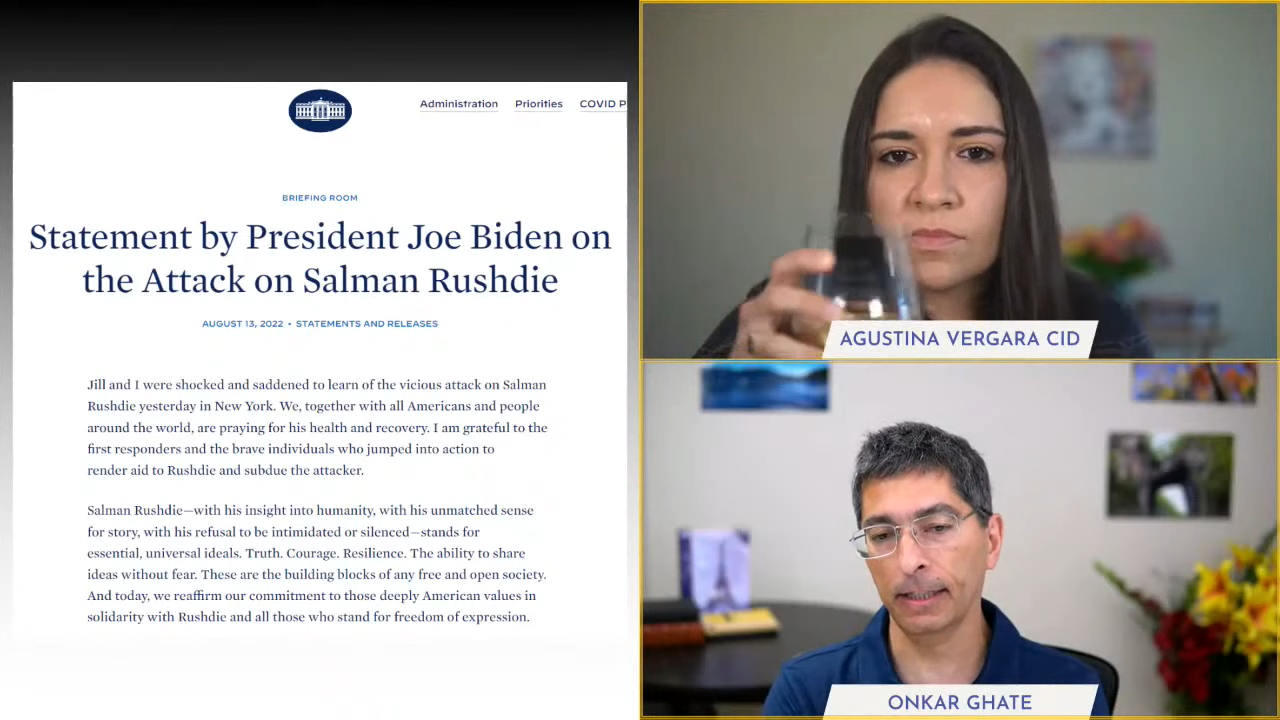 Administration Priorities COVID P
BRIEFING ROOM
Statement by President Joe Biden on
the Attack on Salman Rushdie
AUGUST 13, 2022 • STATEMENTS AND RELEASES
Jill and I were shocked and saddened to learn of the vicious attack on Salman
Rushdie yesterday in New York. We, together with all Americans and people
around the world, are praying for his health and recovery. I am grateful to the
first responders and the brave individuals who jumped into action to
render aid to Rushdie and subdue the attacker.
Salman Rushdie—with his insight into humanity, with his unmatched sense
for story, with his refusal to be intimidated or silenced—stands for
essential, universal ideals. Truth. Courage. Resilience. The ability to share
ideas without fear. These are the building blocks of any free and open society.
And today, we reaffirm our commitment to those deeply American values in
solidarity with Rushdie and all those who stand for freedom of expression.
AGUSTINA VERGARA CID
ONKAR GHATE